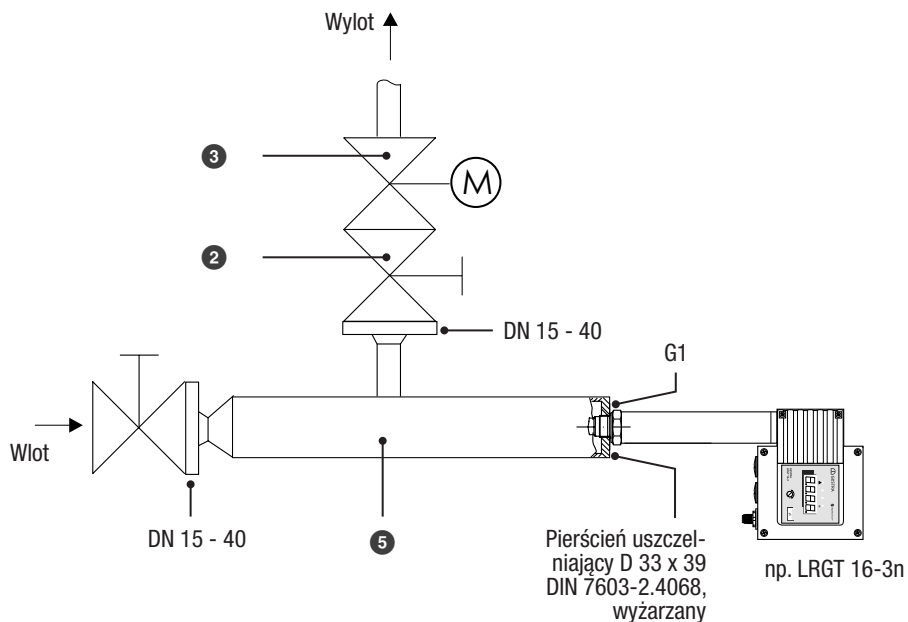 Wylot
3
M
2
DN 15 - 40
G1
Wlot
DN 15 - 40
5
Pierścień uszczel-
niający D 33 x 39
DIN 7603-2.4068,
wyżarzany
np. LRGT 16-3n